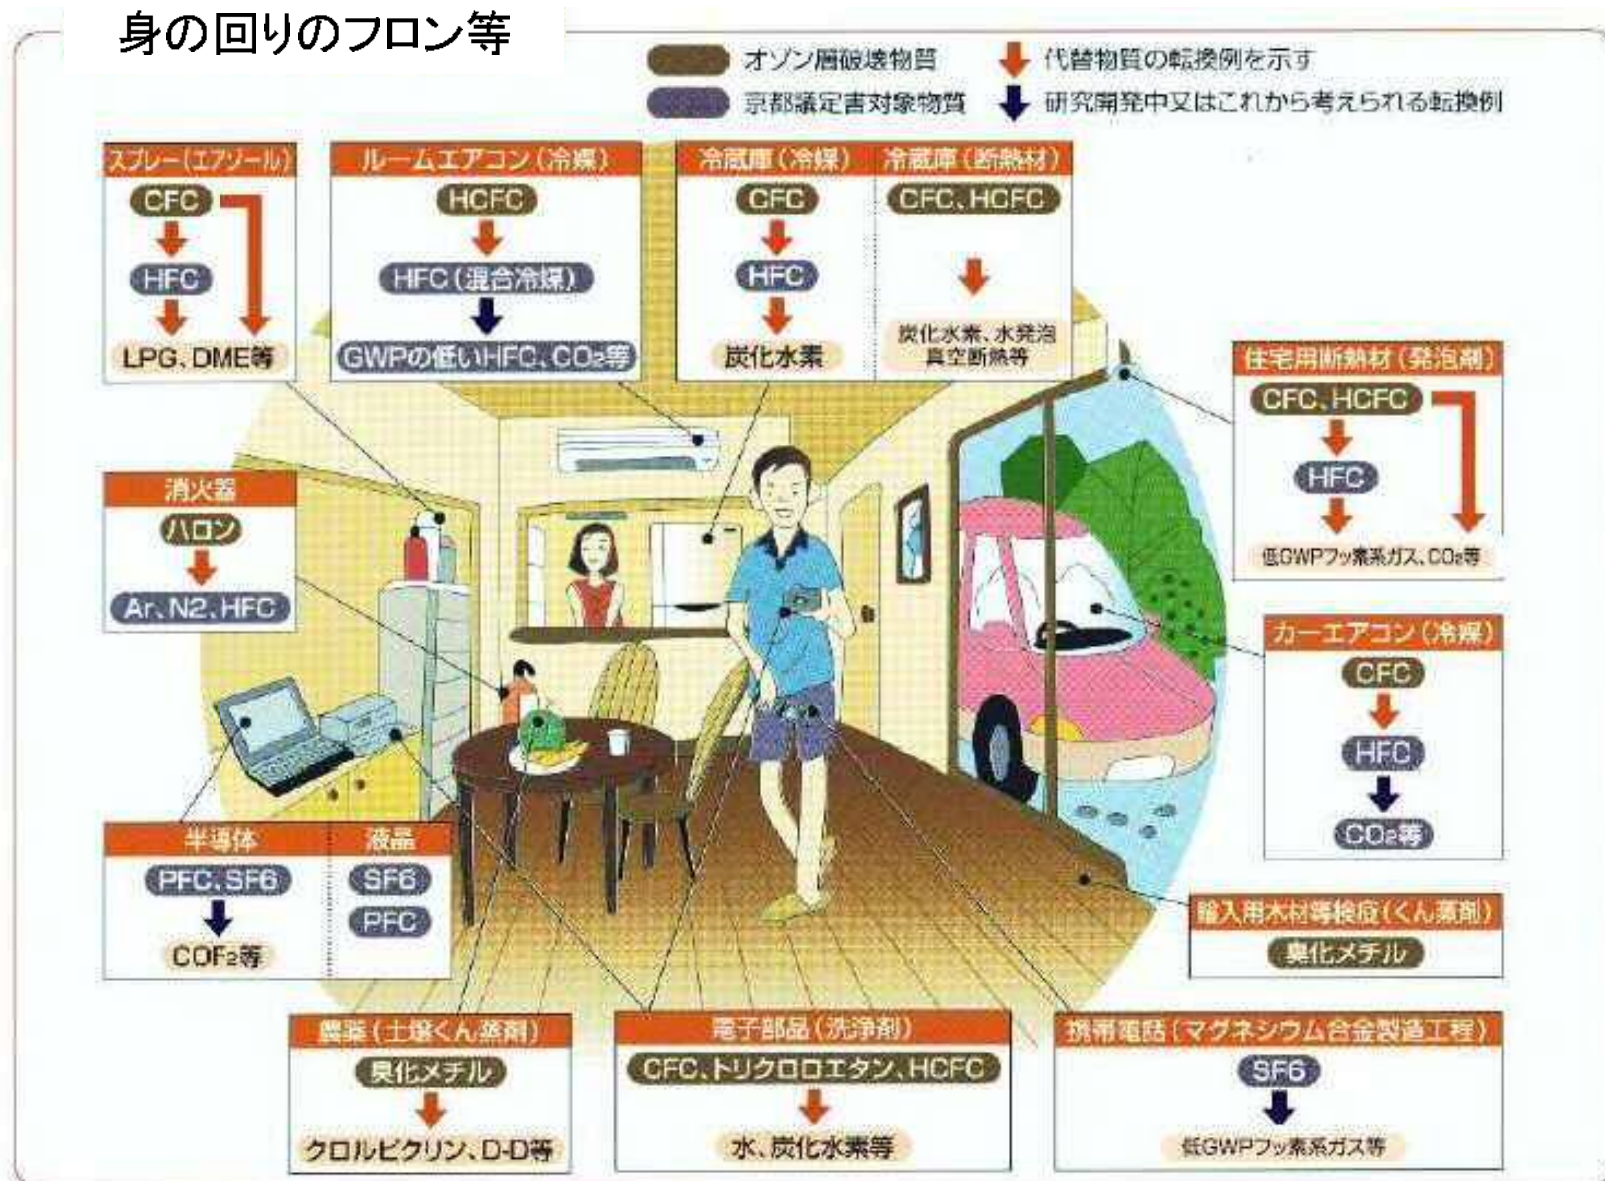 身の回りのフロン等
オゾン層破壊物質
代替物質の転換例を示す
京都議定書対象物質
研究開発中又はこれから考えられる転換例
スプレー(エアゾール)
CFC
HFC
LPG、DME等
ルームエアコン(冷媒)
HCFC
HFC(混合冷媒)
GWPの低いHFC、CO2等
冷蔵庫(冷媒)
CFC
HFC
炭化水素
冷蔵庫(断熱材)
CFC、HCFC
炭化水素、水発泡
真空断熱等
住宅用断熱材(発泡剤)
CFC、HCFC
HFC
低GWPフッ素系ガス、CO2等
消火器
ハロン
Ar、N2、HFC
カーエアコン(冷媒)
CFC
HFC
CO2等
半導体
PFC、SF6
COF2等
液晶
SF6
PFC
輸入用木材等検疫(くん蒸剤)
臭化メチル
農薬(土壌くん蒸剤)
臭化メチル
クロルピクリン、D-D等
電子部品(洗浄剤)
CFC、トリクロロエタン、HCFC
水、炭化水素等
携帯電話(マグネシウム合金製造工程)
SF6
低GWPフッ素系ガス等